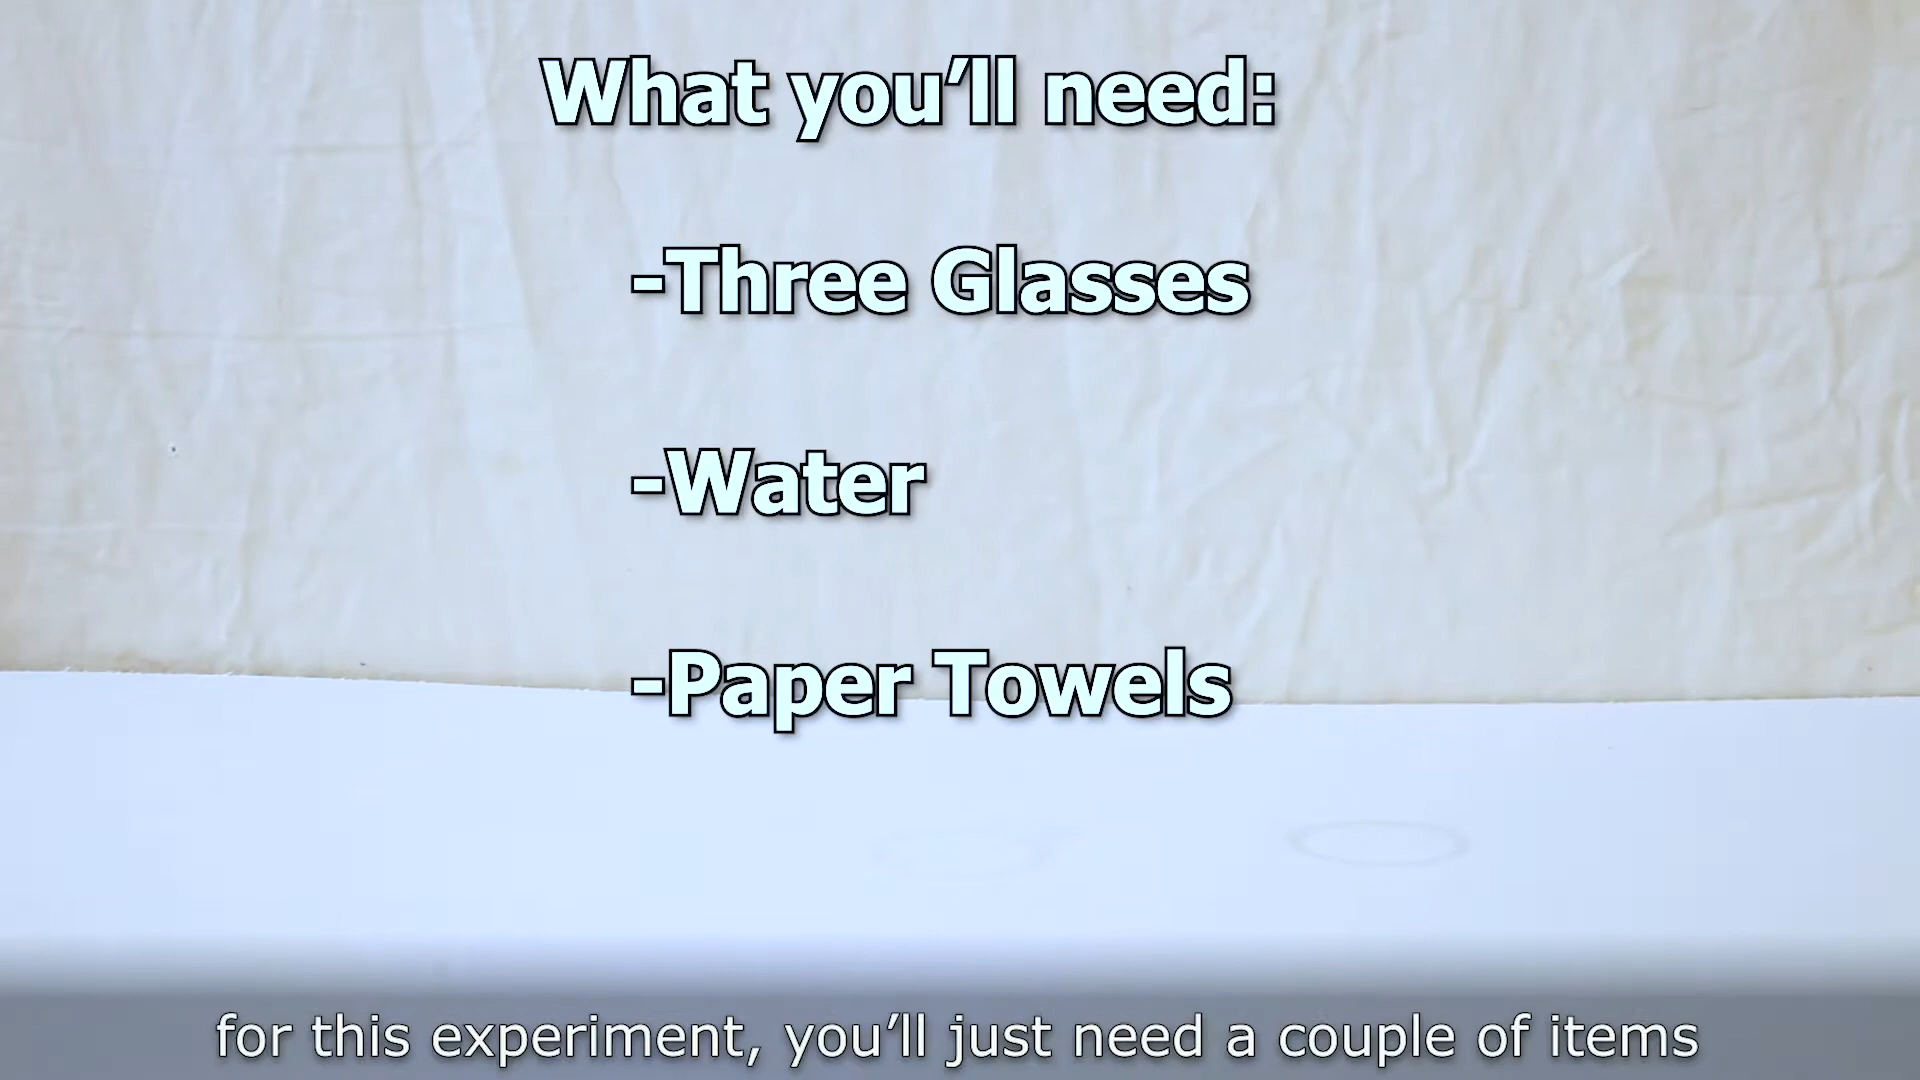 What you’ll need:
-Three Glasses
-Water
-Paper Towels
for this experiment, you’ll just need a couple of items